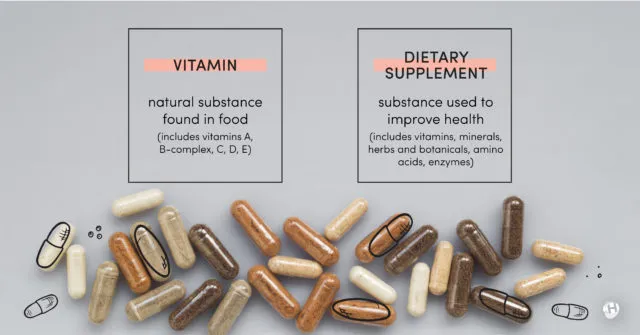 VITAMIN
natural substance
found in food
(includes vitamins A,
B-complex, C, D, E)
DIETARY
SUPPLEMENT
substance used to
improve health
(includes vitamins, minerals,
herbs and botanicals, amino
acids, enzymes)
H